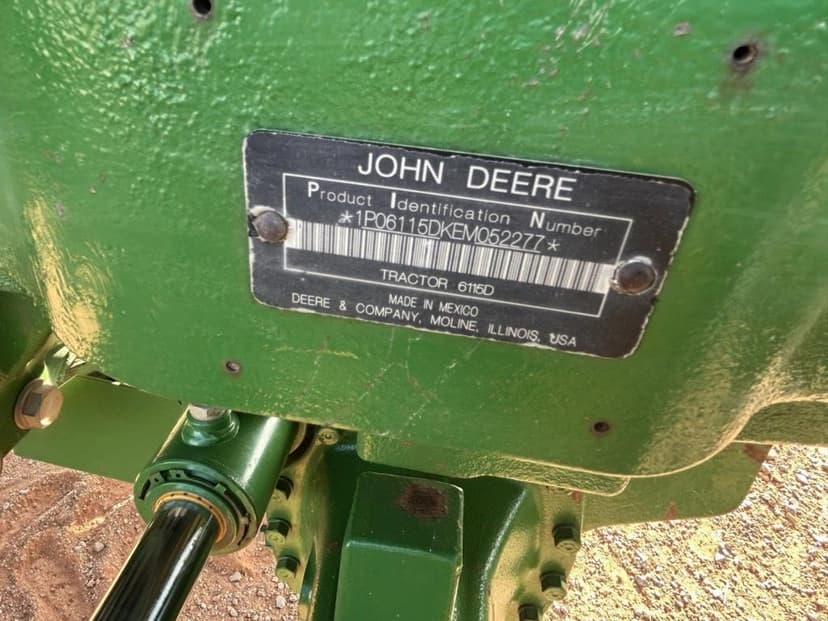 JOHN DEERE
Product Identification Number
*1P06115DKEM052277*
TRACTOR 6115D
MADE IN MEXICO
DEERE & COMPANY, MOLINE, ILLINOIS, USA